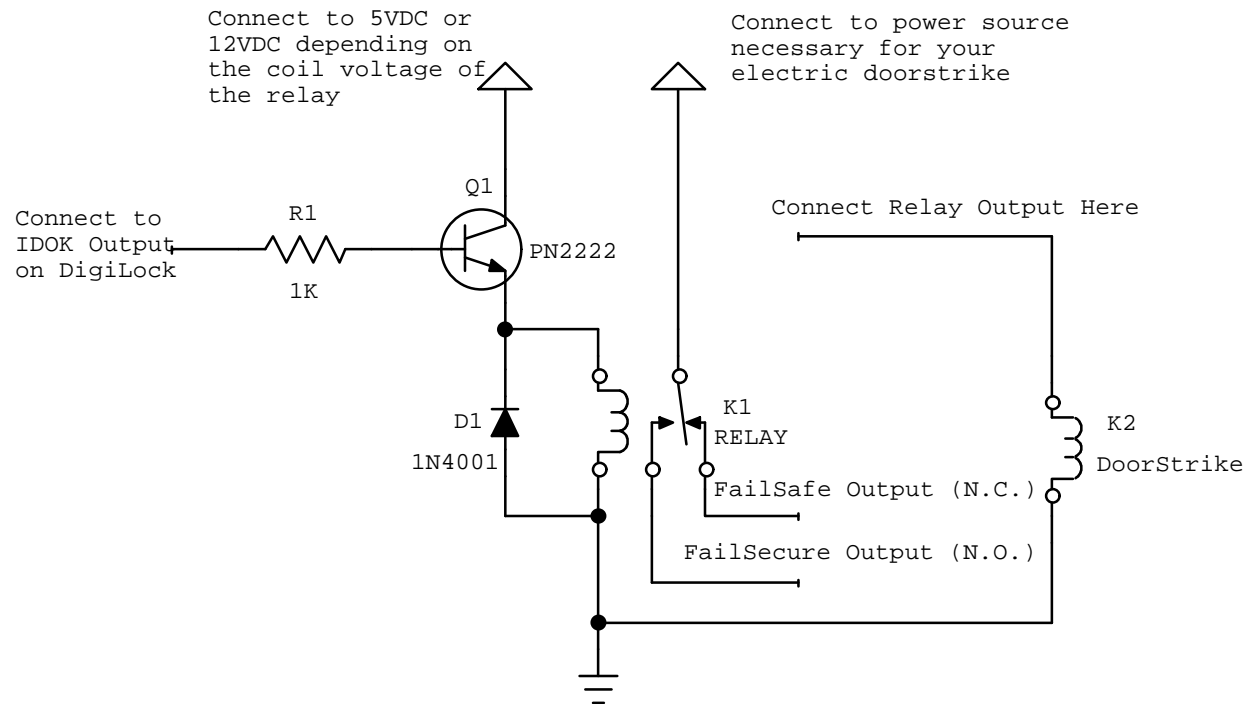 Connect to 5VDC or
12VDC depending on
the coil voltage of
the relay
Connect to power source
necessary for your
electric doorstrike
Q1
Connect to
IDOK Output
on DigiLock
R1
1K
PN2222
Connect Relay Output Here
D1
1N4001
K1
RELAY
K2
DoorStrike
FailSafe Output (N.C.)
FailSecure Output (N.O.)